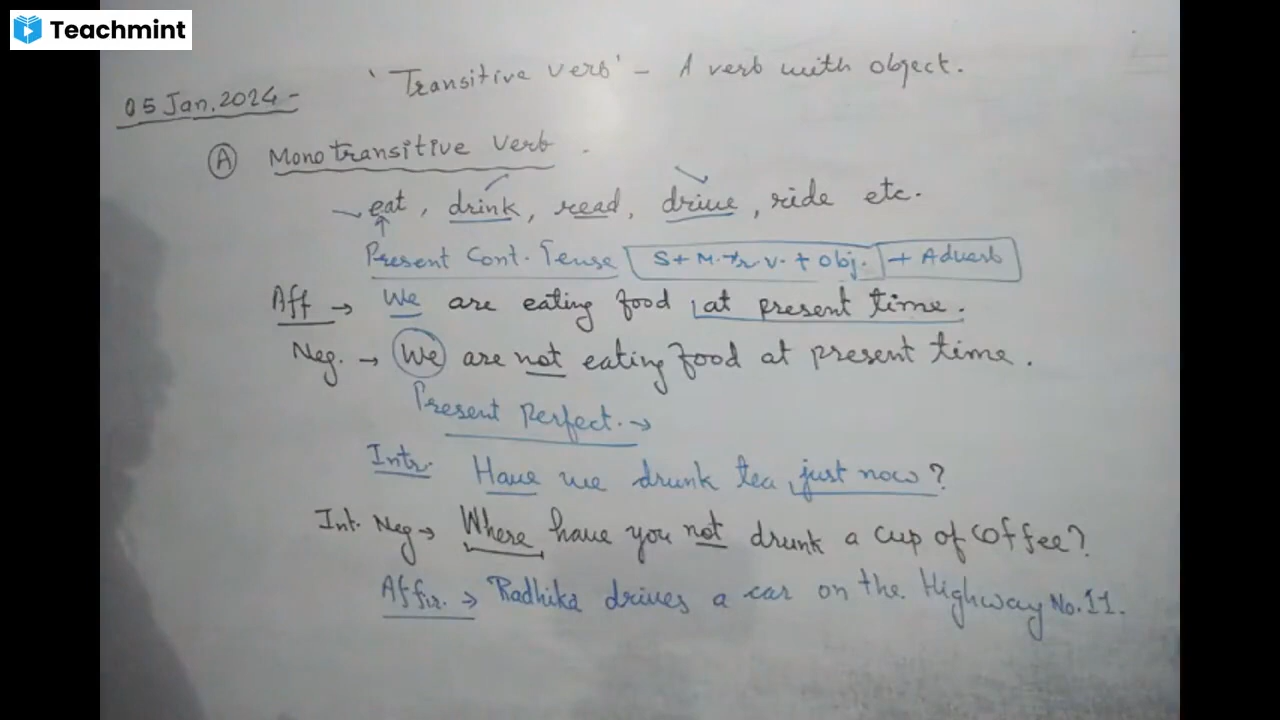 Teachmint
'Transitive verb' - A verb with object.
05 Jan, 2024 -
A Monotransitive verb
eat, drink, read, drive, ride etc.
Present Cont. Tense S + M. Tr V. + Obj. + Adverb
Aff → We are eating food at present time.
Neg. → We are not eating food at present time.
Present Perfect. →
Intr. Have we drunk tea just now?
Int. Neg → Where have you not drunk a cup of coffee?
Affir. → Radhika drives a car on the Highway No. 11.